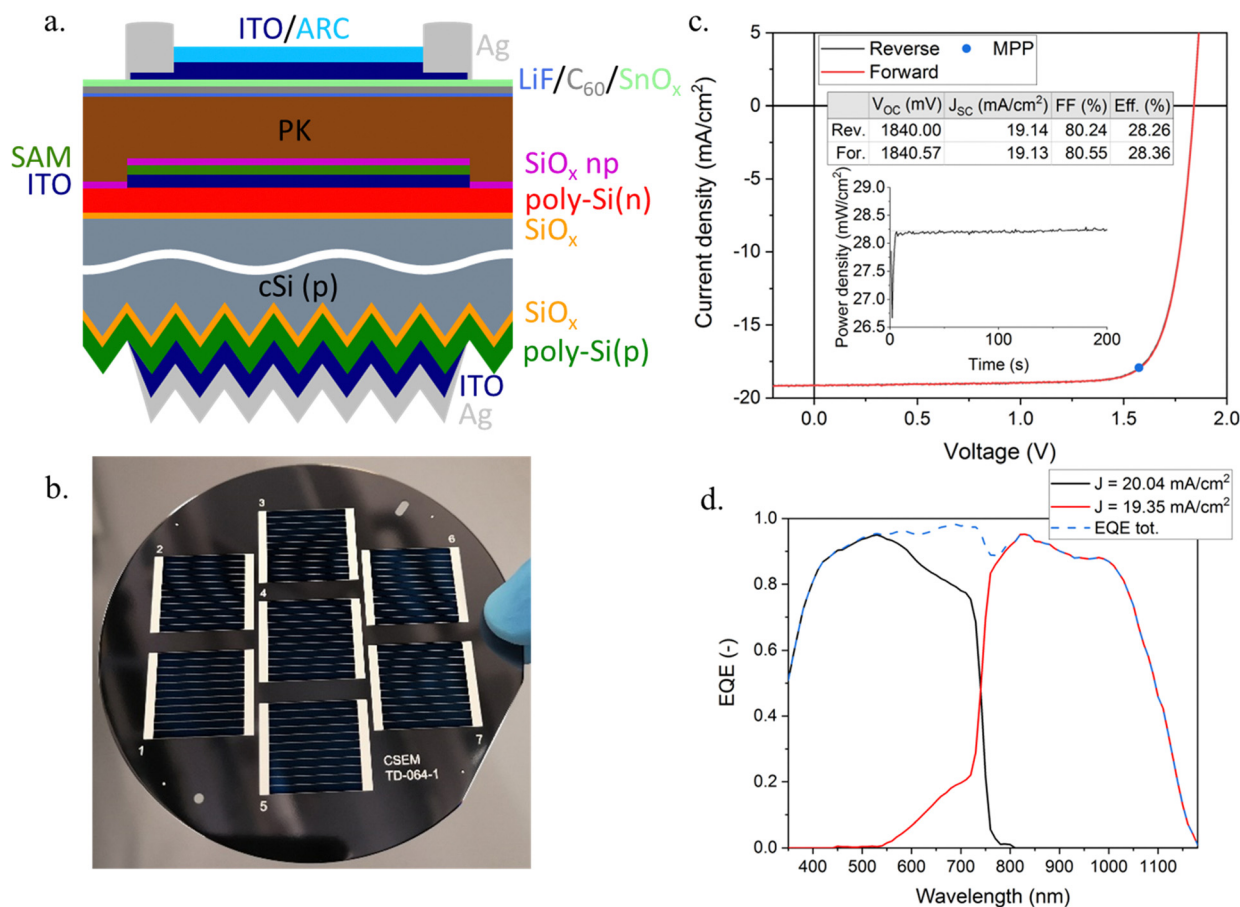 a.
ITO/ARC
Ag
LiF/C₆₀/SnOₓ
PK
SAM
SiOₓ np
ITO
poly-Si(n)
SiOₓ
cSi (p)
SiOₓ
poly-Si(p)
ITO
Ag
b.
3
2
6
4
1
7
5
CSEM
TD-064-1
c.
Reverse
MPP
Forward
V_OC (mV) J_SC (mA/cm²) FF (%) Eff. (%)
Rev. 1840.00 19.14 80.24 28.26
For. 1840.57 19.13 80.55 28.36
Current density (mA/cm²)
5
0
-5
-10
-15
-20
Power density (mW/cm²)
29.0
28.5
28.0
27.5
27.0
26.5
0 100 200
Time (s)
0.0 0.5 1.0 1.5 2.0
Voltage (V)
d.
J = 20.04 mA/cm²
J = 19.35 mA/cm²
EQE tot.
EQE (-)
1.0
0.8
0.6
0.4
0.2
0.0
400 500 600 700 800 900 1000 1100
Wavelength (nm)